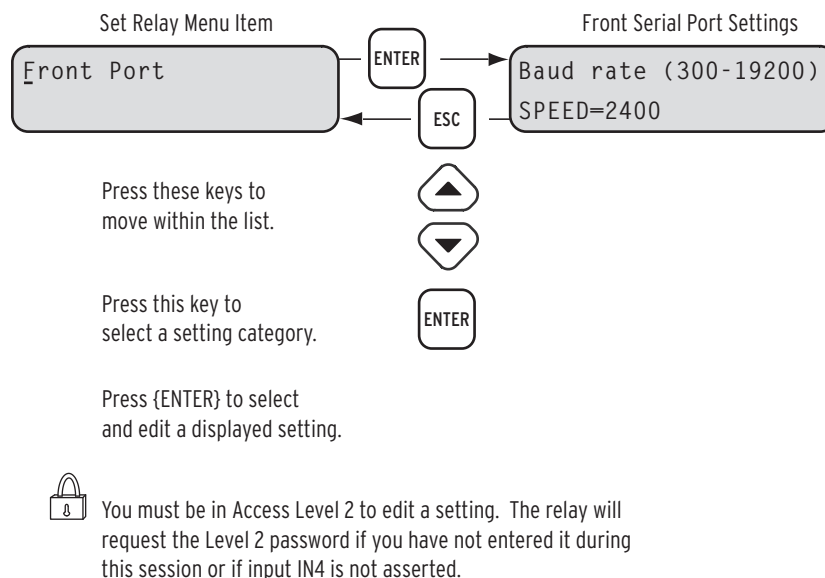 Set Relay Menu Item
Front Serial Port Settings
Front Port
ENTER
Baud rate (300-19200)
SPEED=2400
ESC
Press these keys to
move within the list.
Press this key to
select a setting category.
ENTER
Press {ENTER} to select
and edit a displayed setting.
You must be in Access Level 2 to edit a setting. The relay will
request the Level 2 password if you have not entered it during
this session or if input IN4 is not asserted.